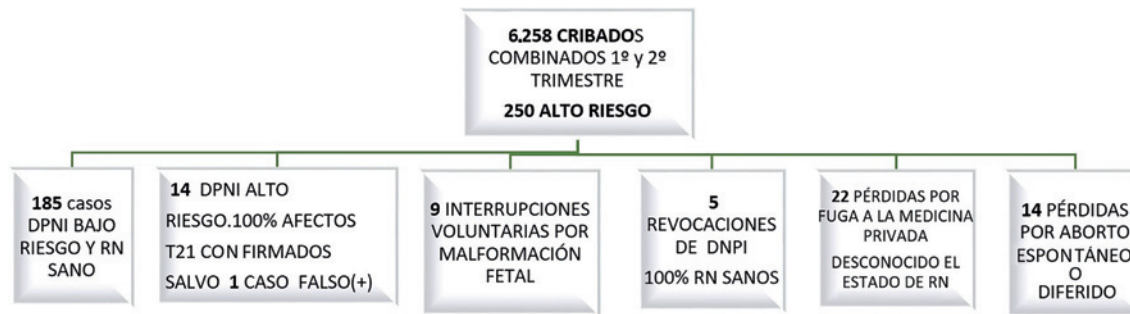 6.258 CRIBADOS
COMBINADOS 1º y 2º
TRIMESTRE
250 ALTO RIESGO
185 casos
DPNI BAJO
RIESGO Y RN
SANO
14 DPNI ALTO
RIESGO.100% AFECTOS
T21 CON FIRMADOS
SALVO 1 CASO FALSO(+)
9 INTERRUPCIONES
VOLUNTARIAS POR
MALFORMACIÓN
FETAL
5
REVOCACIONES
DE DNPI
100% RN SANOS
22 PÉRDIDAS POR
FUGA A LA MEDICINA
PRIVADA
DESCONOCIDO EL
ESTADO DE RN
14 PÉRDIDAS
POR ABORTO
ESPONTÁNEO
O
DIFERIDO